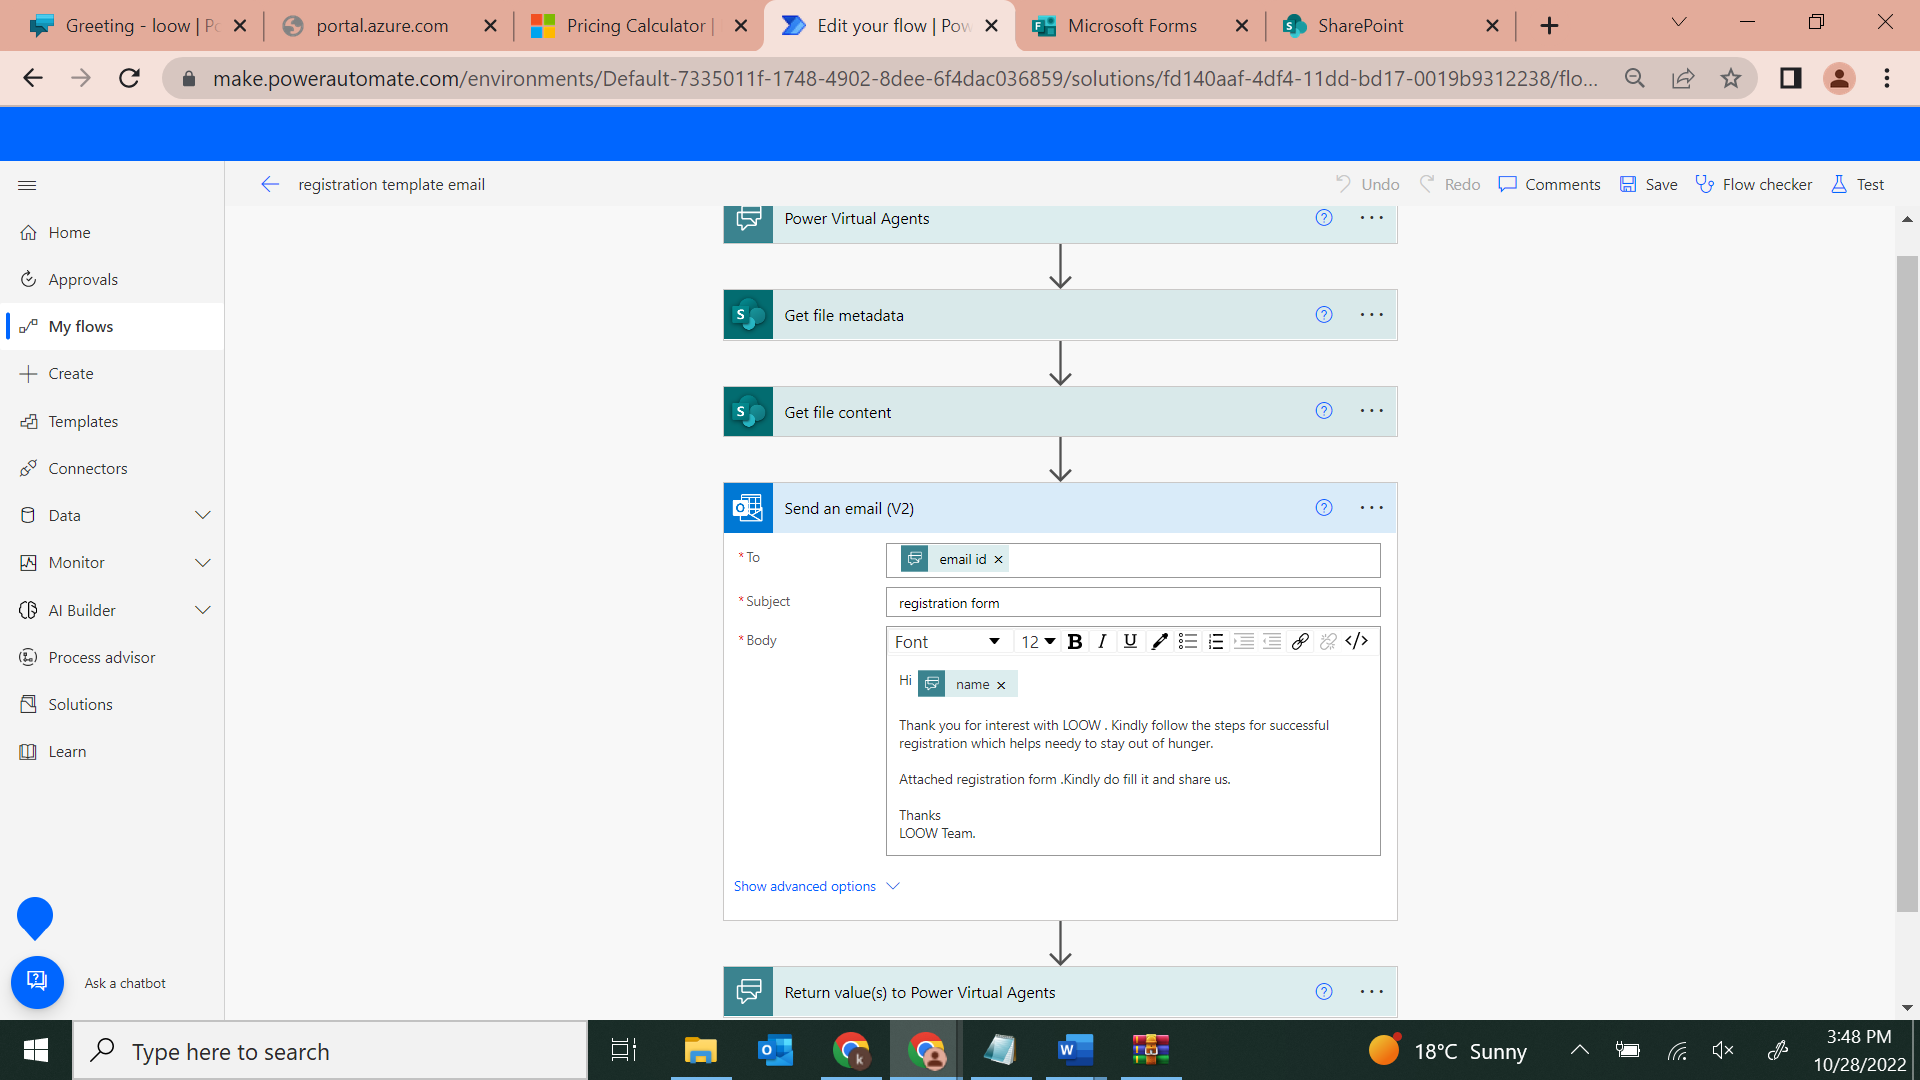 Greeting - loow | Po
portal.azure.com
Pricing Calculator |
Edit your flow | Pow
Microsoft Forms
SharePoint
make.powerautomate.com/environments/Default-7335011f-1748-4902-8dee-6f4dac036859/solutions/fd140aaf-4df4-11dd-bd17-0019b9312238/flo...
registration template email
Undo
Redo
Comments
Save
Flow checker
Test
Home
Approvals
My flows
Create
Templates
Connectors
Data
Monitor
AI Builder
Process advisor
Solutions
Learn
Ask a chatbot
Power Virtual Agents
Get file metadata
Get file content
Send an email (V2)
* To
email id
* Subject
registration form
* Body
Font
12
B I U
Hi name
Thank you for interest with LOOW . Kindly follow the steps for successful
registration which helps needy to stay out of hunger.
Attached registration form .Kindly do fill it and share us.
Thanks
LOOW Team.
Show advanced options
Return value(s) to Power Virtual Agents
Type here to search
18°C Sunny
3:48 PM
10/28/2022